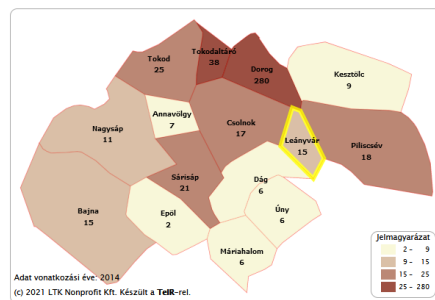 Tokodaltáró
38
Tokod
25
Dorog
280
Kesztölc
9
Annavölgy
7
Nagysáp
11
Csolnok
17
Leányvár
15
Piliscsév
18
Sárisáp
21
Dág
6
Bajna
15
Epöl
2
Úny
6
Máriahalom
6
Jelmagyarázat
2 - 9
9 - 15
15 - 25
25 - 280
Adat vonatkozási éve: 2014
(c) 2021 LTK Nonprofit Kft. Készült a TeIR-rel.